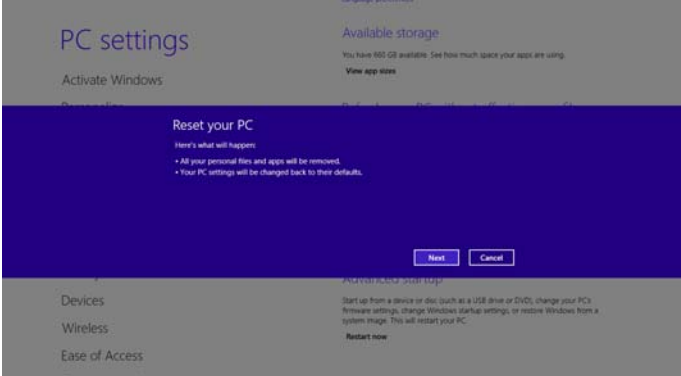 PC settings
Activate Windows
Available storage
You have 660 GB available. See how much space your apps are using.
View app sizes
Reset your PC
Here's what will happen:
• All your personal files and apps will be removed.
• Your PC settings will be changed back to their defaults.
Next
Cancel
Devices
Wireless
Ease of Access
Advanced startup
Start up from a device or disc (such as a USB drive or DVD), change your PC's
firmware settings, change Windows startup settings, or restore Windows from a
system image. This will restart your PC.
Restart now